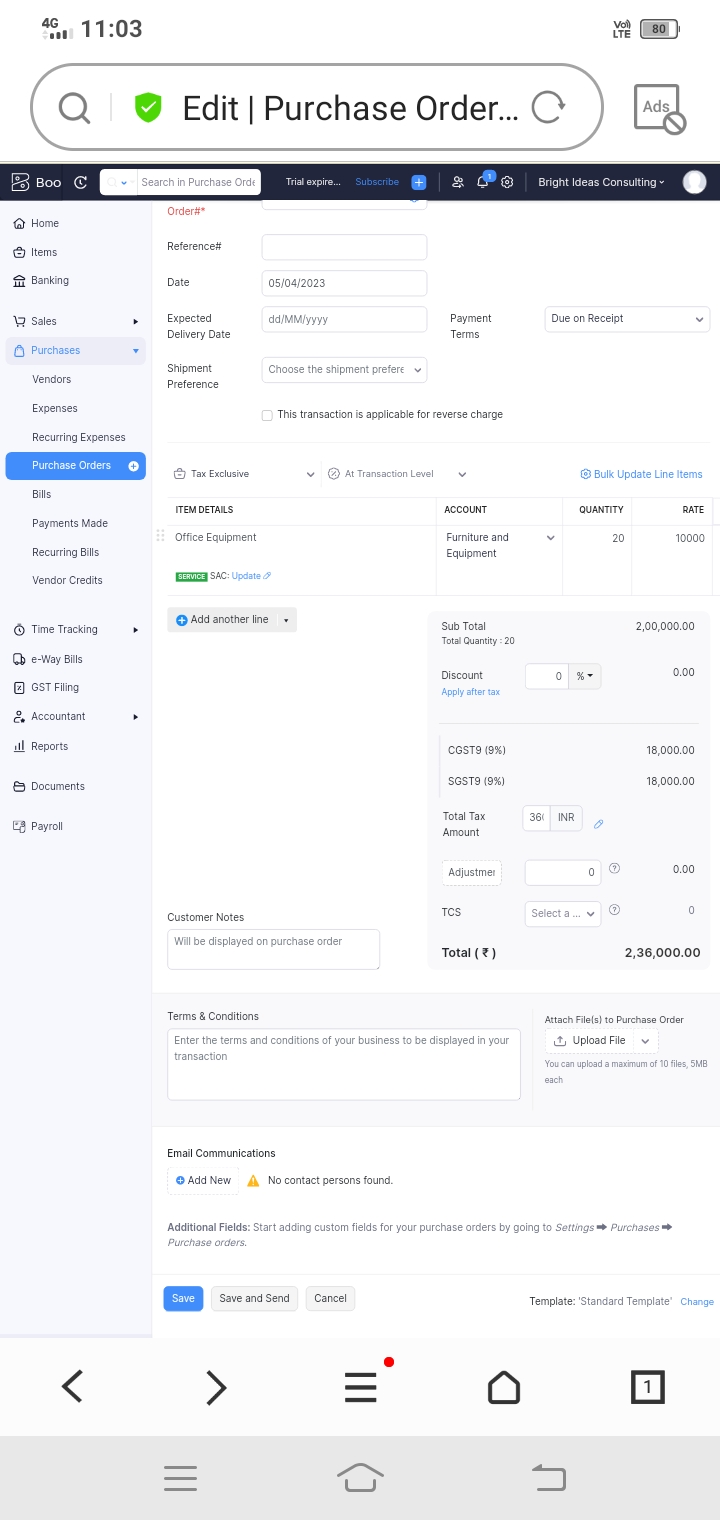 4G 11:03 Vo) LTE 80
Edit | Purchase Order... Ads
Boo Search in Purchase Orde Trial expire... Subscribe 1 Bright Ideas Consulting
Home
Items
Banking
Sales
Purchases
Vendors
Expenses
Recurring Expenses
Purchase Orders
Bills
Payments Made
Recurring Bills
Vendor Credits
Time Tracking
e-Way Bills
GST Filing
Accountant
Reports
Documents
Payroll
Order#*
Reference#
Date 05/04/2023
Expected
Delivery Date
dd/MM/yyyy
Payment
Terms
Due on Receipt
Shipment
Preference
Choose the shipment prefere
This transaction is applicable for reverse charge
Tax Exclusive At Transaction Level Bulk Update Line Items
ITEM DETAILS ACCOUNT QUANTITY RATE
Office Equipment
Furniture and
Equipment
20 10000
SERVICE SAC: Update
Add another line
Sub Total 2,00,000.00
Total Quantity : 20
Discount 0 % 0.00
Apply after tax
CGST9 (9%) 18,000.00
SGST9 (9%) 18,000.00
Total Tax
Amount
360 INR
Adjustmer 0 0.00
TCS Select a ... 0
Total ( ₹ ) 2,36,000.00
Customer Notes
Will be displayed on purchase order
Terms & Conditions
Enter the terms and conditions of your business to be displayed in your
transaction
Attach File(s) to Purchase Order
Upload File
You can upload a maximum of 10 files, 5MB
each
Email Communications
Add New No contact persons found.
Additional Fields: Start adding custom fields for your purchase orders by going to Settings ➡ Purchases ➡
Purchase orders.
Save Save and Send Cancel Template: 'Standard Template' Change
1